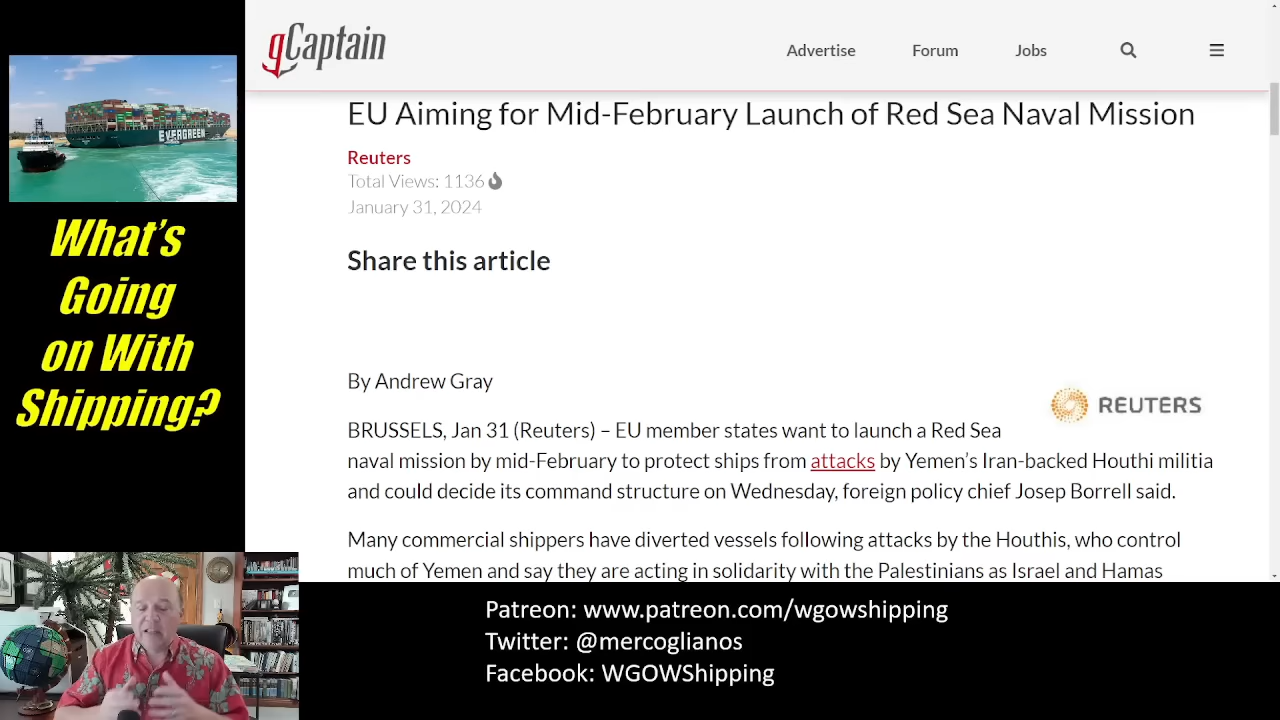 gCaptain
Advertise
Forum
Jobs
EU Aiming for Mid-February Launch of Red Sea Naval Mission
Reuters
Total Views: 1136
January 31, 2024
Share this article
By Andrew Gray
REUTERS
BRUSSELS, Jan 31 (Reuters) – EU member states want to launch a Red Sea
naval mission by mid-February to protect ships from attacks by Yemen's Iran-backed Houthi militia
and could decide its command structure on Wednesday, foreign policy chief Josep Borrell said.
Many commercial shippers have diverted vessels following attacks by the Houthis, who control
much of Yemen and say they are acting in solidarity with the Palestinians as Israel and Hamas
EVERGREEN
What's
Going
on With
Shipping?
Patreon: www.patreon.com/wgowshipping
Twitter: @mercoglianos
Facebook: WGOWShipping